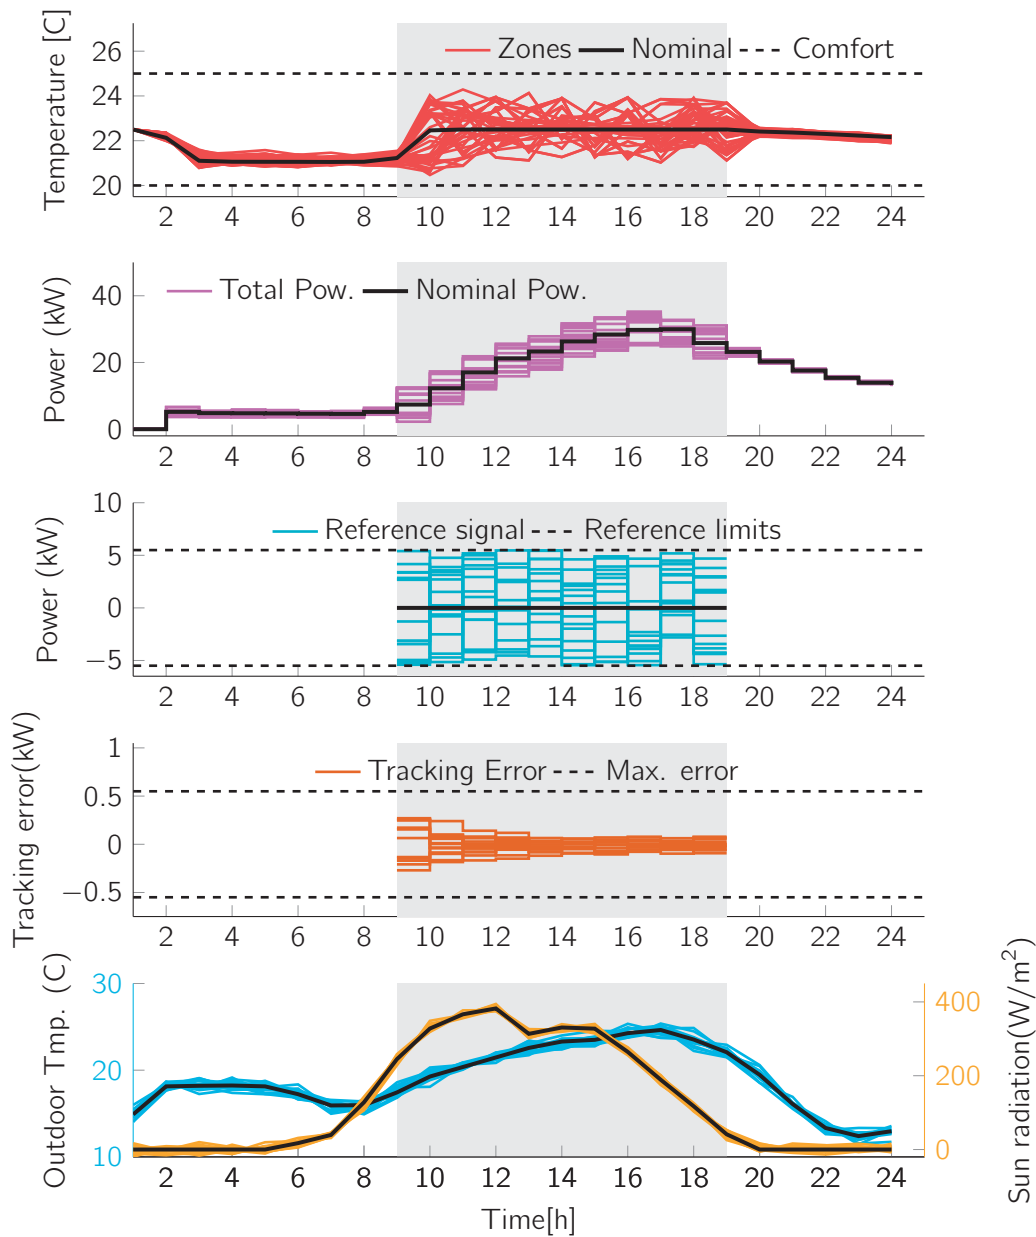 Temperature [C]
26
24
22
20
Zones Nominal Comfort
2 4 6 8 10 12 14 16 18 20 22 24
Power (kW)
40
20
0
Total Pow. Nominal Pow.
2 4 6 8 10 12 14 16 18 20 22 24
Power (kW)
10
5
0
−5
Reference signal Reference limits
2 4 6 8 10 12 14 16 18 20 22 24
Tracking error(kW)
1
0.5
0
−0.5
Tracking Error Max. error
2 4 6 8 10 12 14 16 18 20 22 24
Outdoor Tmp. (C)
30
20
10
400
200
0
Sun radiation(W/m²)
2 4 6 8 10 12 14 16 18 20 22 24
Time[h]